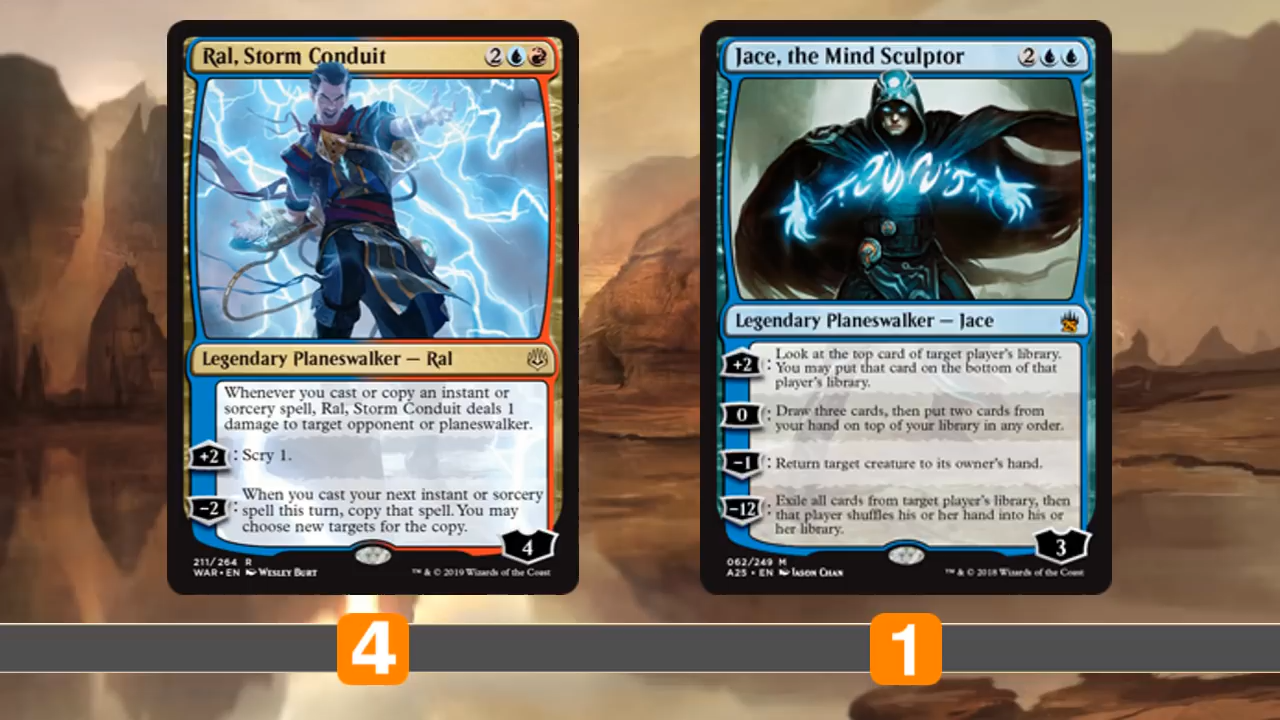 Ral, Storm Conduit
2
Legendary Planeswalker — Ral
Whenever you cast or copy an instant or
sorcery spell, Ral, Storm Conduit deals 1
damage to target opponent or planeswalker.
+2 : Scry 1.
When you cast your next instant or sorcery
−2 : spell this turn, copy that spell. You may
choose new targets for the copy.
4
211/264 R
WAR • EN Wesley Burt
™ & © 2019 Wizards of the Coast
4
Jace, the Mind Sculptor
2
Legendary Planeswalker — Jace
Look at the top card of target player's library.
+2 : You may put that card on the bottom of that
player's library.
0 : Draw three cards, then put two cards from
your hand on top of your library in any order.
−1 : Return target creature to its owner's hand.
Exile all cards from target player's library, then
−12 : that player shuffles his or her hand into his or
her library.
3
062/249 M
A25 • EN Jason Chan
™ & © 2018 Wizards of the Coast
1